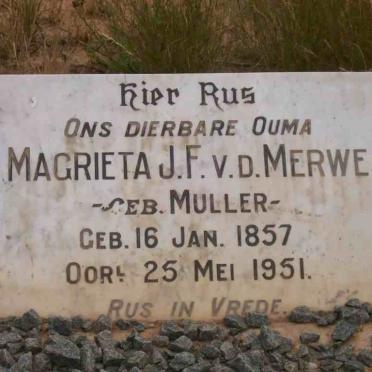 Hier Rus
ONS DIERBARE OUMA
MAGRIETA J.F. V.D. MERWE
-GEB. MULLER-
GEB. 16 JAN. 1857
OORL. 25 MEI 1951.
RUS IN VREDE.